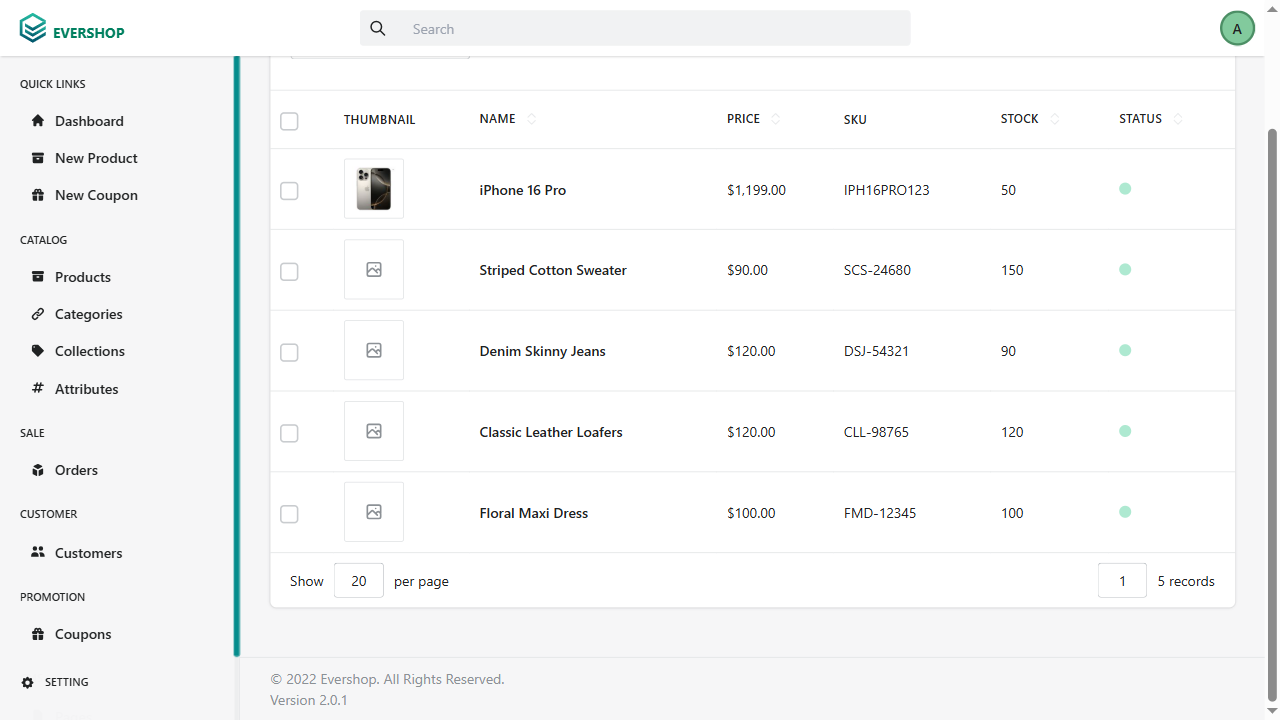 EVERSHOP
Search
A
QUICK LINKS
Dashboard
New Product
New Coupon
CATALOG
Products
Categories
Collections
Attributes
SALE
Orders
CUSTOMER
Customers
PROMOTION
Coupons
SETTING
THUMBNAIL NAME PRICE SKU STOCK STATUS
iPhone 16 Pro $1,199.00 IPH16PRO123 50
Striped Cotton Sweater $90.00 SCS-24680 150
Denim Skinny Jeans $120.00 DSJ-54321 90
Classic Leather Loafers $120.00 CLL-98765 120
Floral Maxi Dress $100.00 FMD-12345 100
Show 20 per page 1 5 records
© 2022 Evershop. All Rights Reserved.
Version 2.0.1